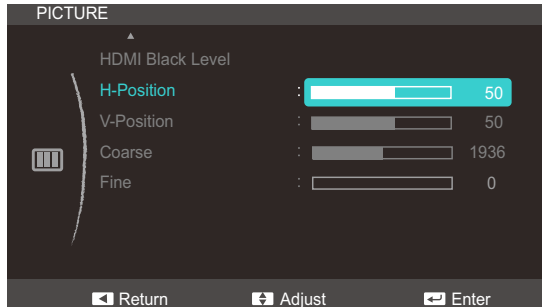 PICTURE
HDMI Black Level
H-Position : 50
V-Position : 50
Coarse : 1936
Fine : 0
Return Adjust Enter